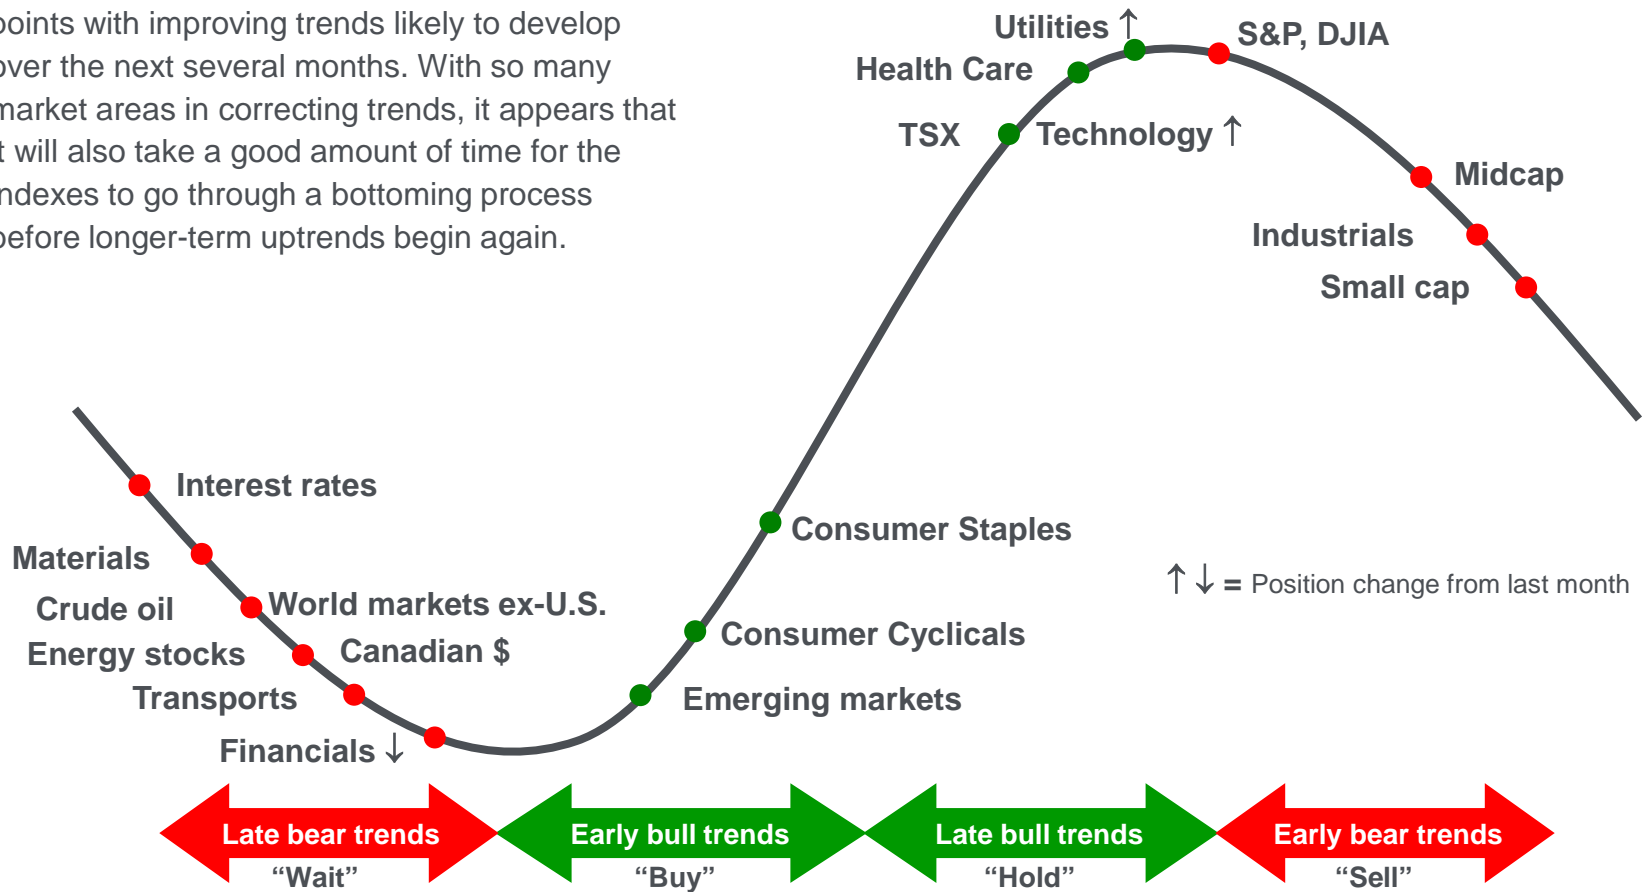 points with improving trends likely to develop
over the next several months. With so many
market areas in correcting trends, it appears that
t will also take a good amount of time for the
ndexes to go through a bottoming process
before longer-term uptrends begin again.
Utilities ↑
S&P, DJIA
Health Care
TSX
Technology ↑
Midcap
Industrials
Small cap
Interest rates
Materials
Crude oil
World markets ex-U.S.
Energy stocks
Canadian $
Transports
Financials ↓
Consumer Staples
Consumer Cyclicals
Emerging markets
↑ ↓ = Position change from last month
Late bear trends
“Wait”
Early bull trends
“Buy”
Late bull trends
“Hold”
Early bear trends
“Sell”